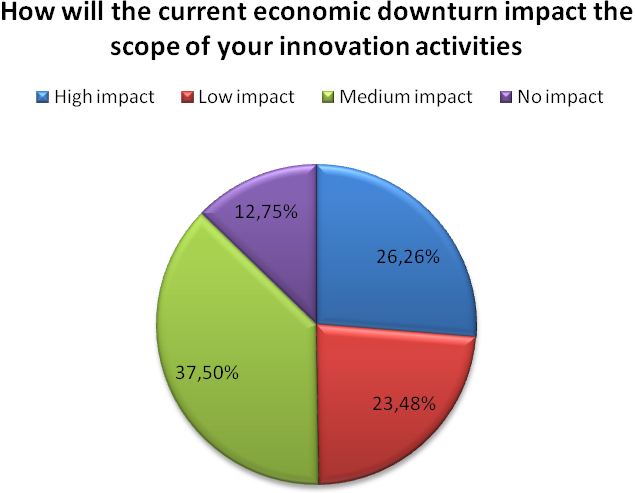 How will the current economic downturn impact the
scope of your innovation activities
High impact Low impact Medium impact No impact
12,75%
26,26%
37,50%
23,48%